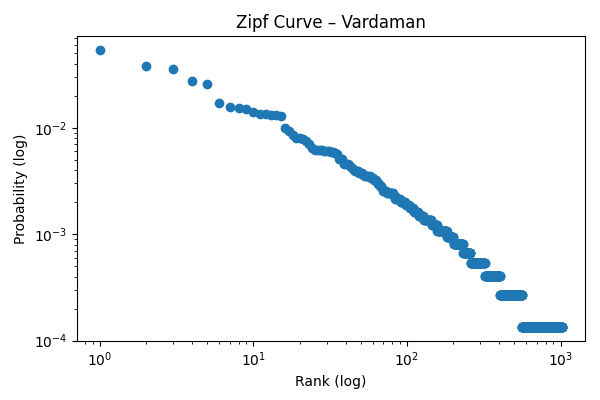 Zipf Curve – Vardaman
Probability (log)
10⁻²
10⁻³
10⁻⁴
10⁰
10¹
10²
10³
Rank (log)